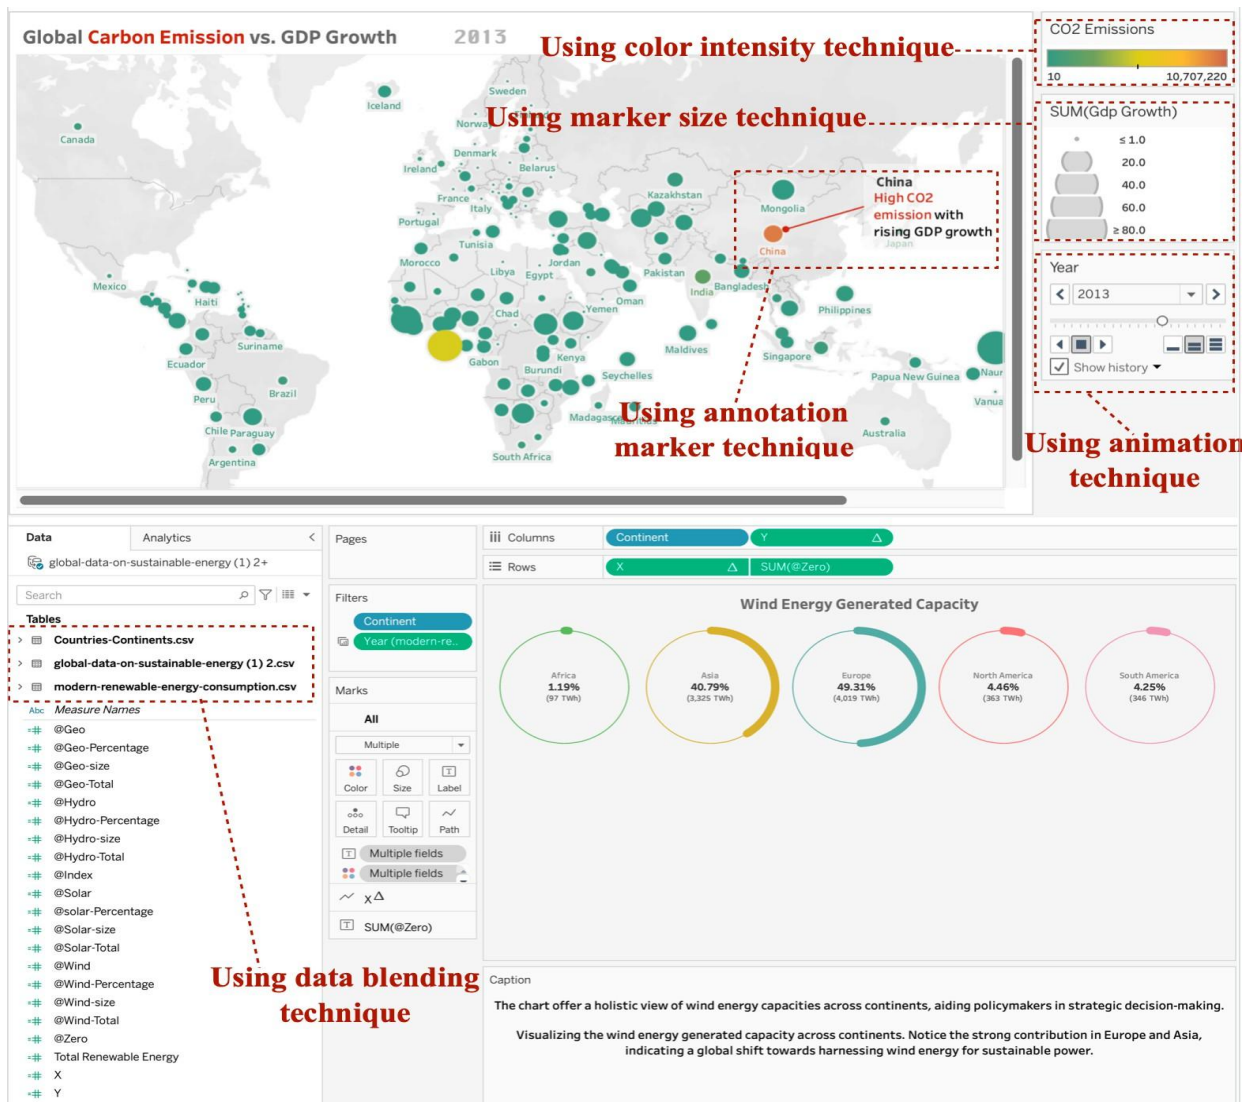 Global Carbon Emission vs. GDP Growth
2013
Using color intensity technique
CO2 Emissions
10
10,707,220
Using marker size technique
SUM(Gdp Growth)
≤ 1.0
20.0
40.0
60.0
≥ 80.0
Year
2013
Show history
Using animation
technique
Sweden
Iceland
Norway
Canada
Denmark
Ireland
Belarus
France
Italy
Kazakhstan
Mongolia
China
High CO2
emission with
rising GDP growth
Japan
China
Portugal
Tunisia
Morocco
Libya
Egypt
Jordan
Pakistan
India
Bangladesh
Mexico
Haiti
Chad
Yemen
Oman
Philippines
Suriname
Gabon
Kenya
Maldives
Singapore
Ecuador
Burundi
Seychelles
Papua New Guinea
Naur
Peru
Brazil
Vanua
Madagascar
Mauritius
Using annotation
marker technique
Chile
Paraguay
Australia
Argentina
South Africa
Data
Analytics
global-data-on-sustainable-energy (1) 2+
Search
Tables
Countries-Continents.csv
global-data-on-sustainable-energy (1) 2.csv
modern-renewable-energy-consumption.csv
Abc Measure Names
@Geo
@Geo-Percentage
@Geo-size
@Geo-Total
@Hydro
@Hydro-Percentage
@Hydro-size
@Hydro-Total
@Index
@Solar
@solar-Percentage
@Solar-size
@Solar-Total
@Wind
@Wind-Percentage
@Wind-size
@Wind-Total
@Zero
Total Renewable Energy
X
Y
Using data blending
technique
Pages
Filters
Continent
Year (modern-re..
Marks
All
Multiple
Color
Size
Label
Detail
Tooltip
Path
Multiple fields
Multiple fields
X
SUM(@Zero)
Columns
Continent
Y
Rows
X
SUM(@Zero)
Wind Energy Generated Capacity
Africa
1.19%
(97 TWh)
Asia
40.79%
(3,325 TWh)
Europe
49.31%
(4,019 TWh)
North America
4.46%
(363 TWh)
South America
4.25%
(346 TWh)
Caption
The chart offer a holistic view of wind energy capacities across continents, aiding policymakers in strategic decision-making.
Visualizing the wind energy generated capacity across continents. Notice the strong contribution in Europe and Asia,
indicating a global shift towards harnessing wind energy for sustainable power.